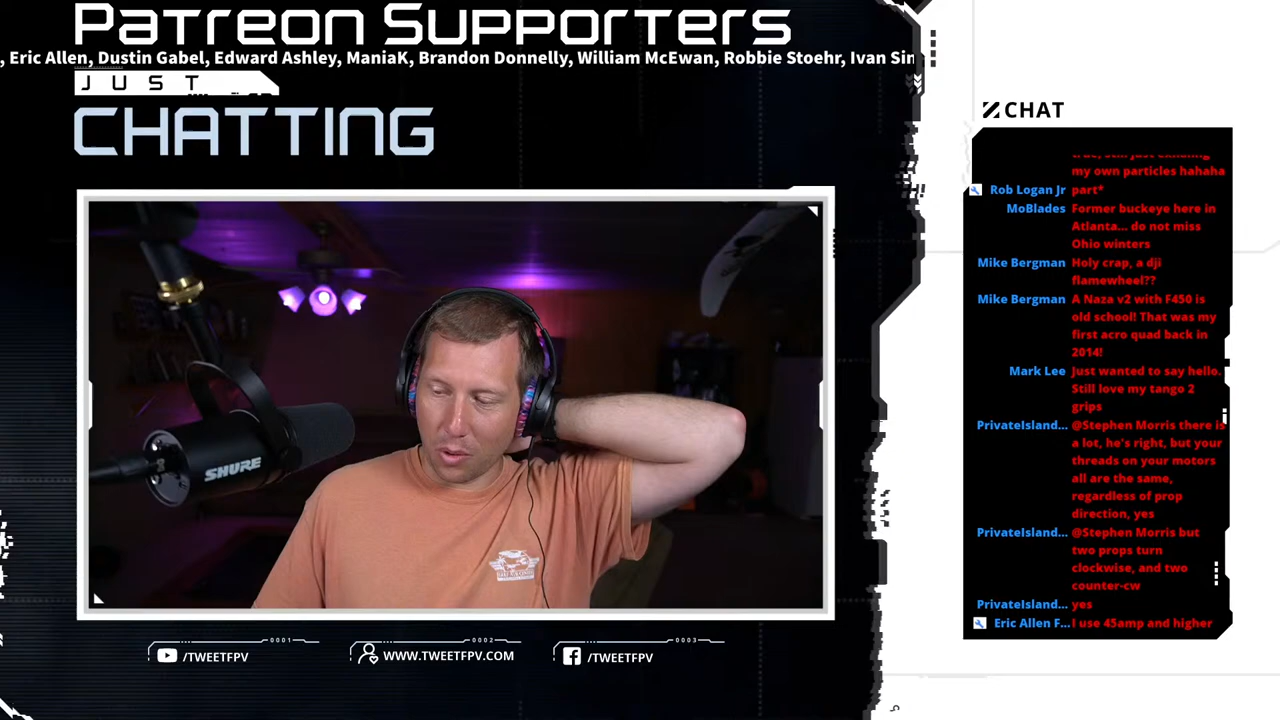 Patreon Supporters
, Eric Allen, Dustin Gabel, Edward Ashley, ManiaK, Brandon Donnelly, William McEwan, Robbie Stoehr, Ivan
JUST
CHATTING
SHURE
/TWEETFPV
WWW.TWEETFPV.COM
/TWEETFPV
0001
0002
0003
CHAT
my own particles hahaha
Rob Logan Jr part*
MoBlades Former buckeye here in
Atlanta... do not miss
Ohio winters
Mike Bergman Holy crap, a dji
flamewheel??
Mike Bergman A Naza v2 with F450 is
old school! That was my
first acro quad back in
2014!
Mark Lee Just wanted to say hello.
Still love my tango 2
grips
PrivateIsland... @Stephen Morris there is
a lot, he's right, but your
threads on your motors
all are the same,
regardless of prop
direction, yes
PrivateIsland... @Stephen Morris but
two props turn
clockwise, and two
counter-cw
PrivateIsland... yes
Eric Allen F... I use 45amp and higher